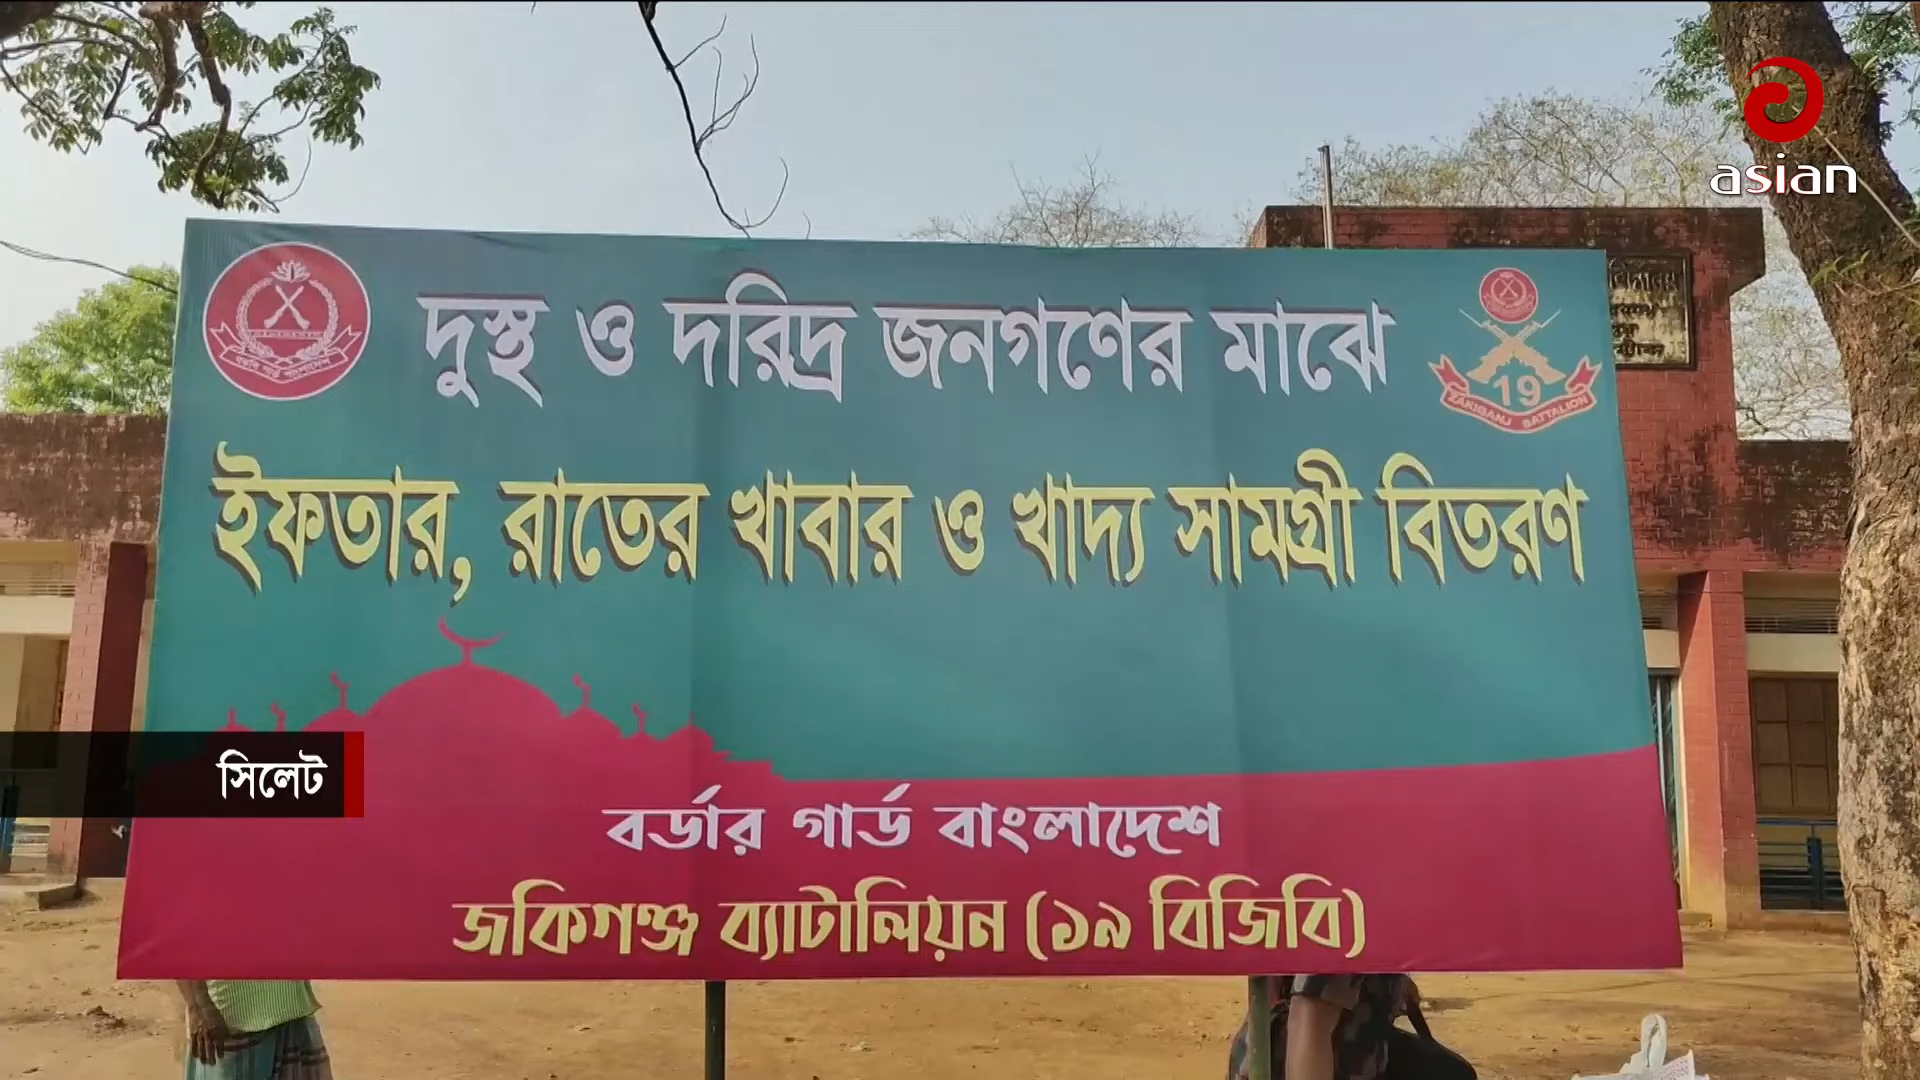 asian
দুস্থ ও দরিদ্র জনগণের মাঝে
ইফতার, রাতের খাবার ও খাদ্য সামগ্রী বিতরণ
19
ZAKIGANJ BATTALION
সিলেট
বর্ডার গার্ড বাংলাদেশ
জকিগঞ্জ ব্যাটালিয়ন (১৯ বিজিবি)